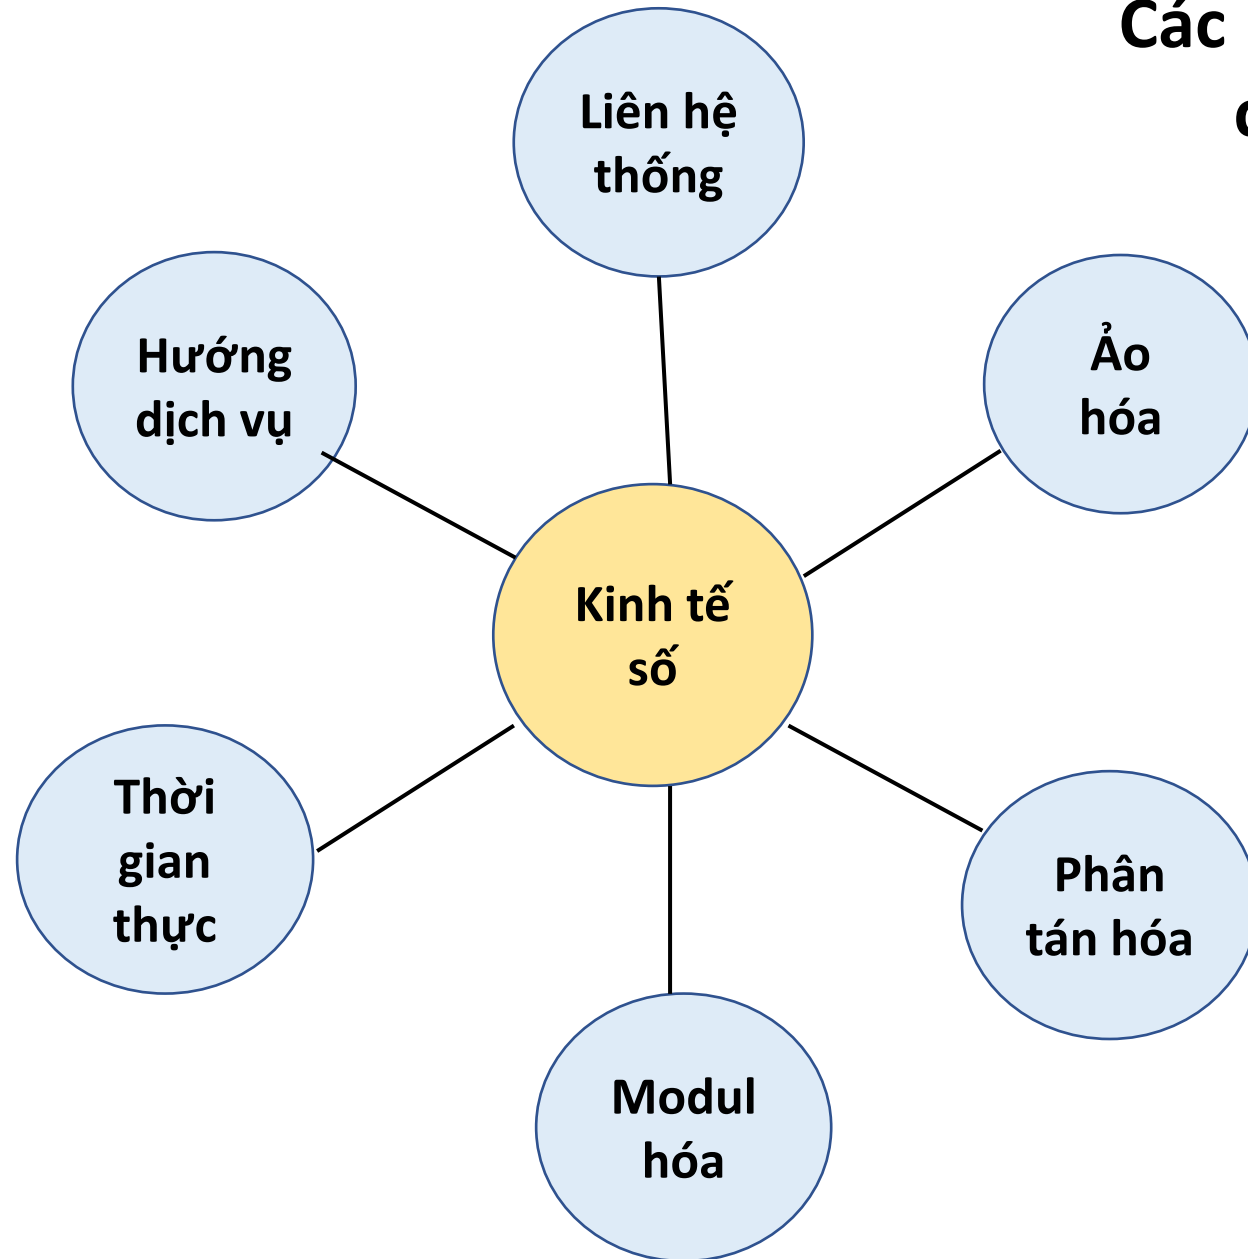 Các
Liên hệ
thống
Hướng
dịch vụ
Ảo
hóa
Kinh tế
số
Thời
gian
thực
Phân
tán hóa
Modul
hóa